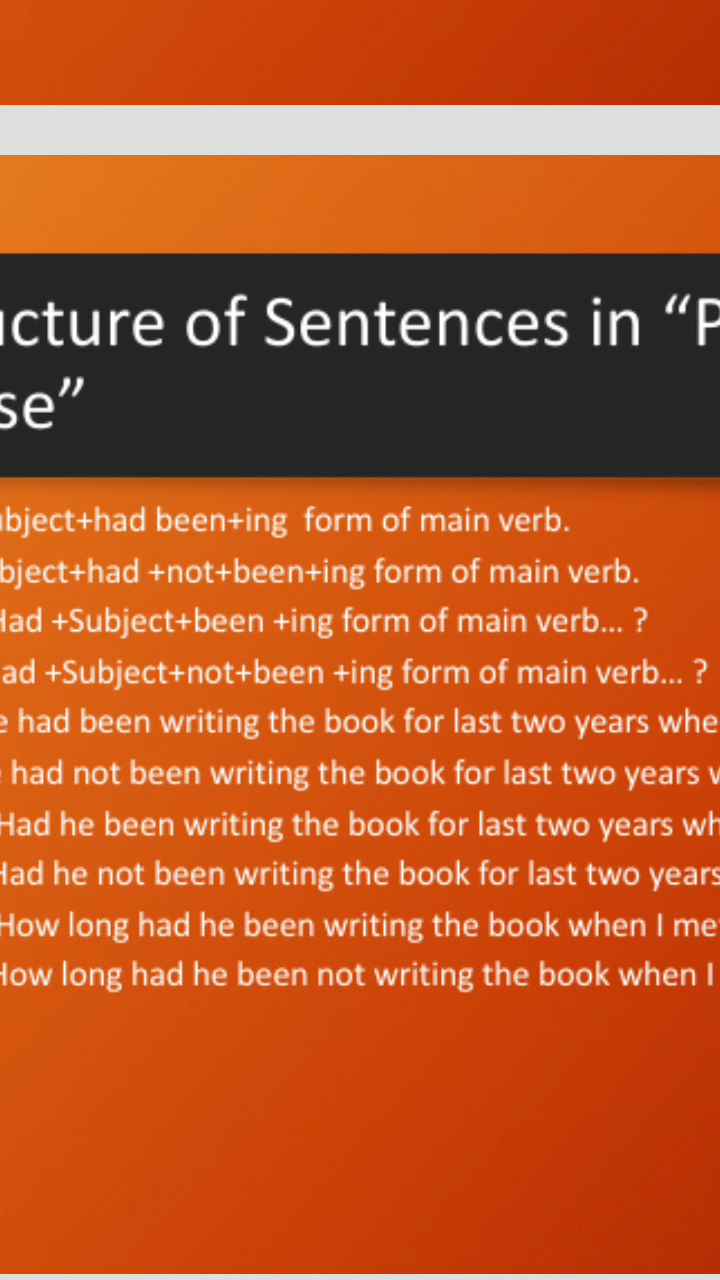 ucture of Sentences in “P
se”
ubject+had been+ing form of main verb.
bject+had +not+been+ing form of main verb.
Had +Subject+been +ing form of main verb... ?
ad +Subject+not+been +ing form of main verb... ?
e had been writing the book for last two years whe
e had not been writing the book for last two years w
Had he been writing the book for last two years wh
Had he not been writing the book for last two years
How long had he been writing the book when I me
How long had he been not writing the book when I